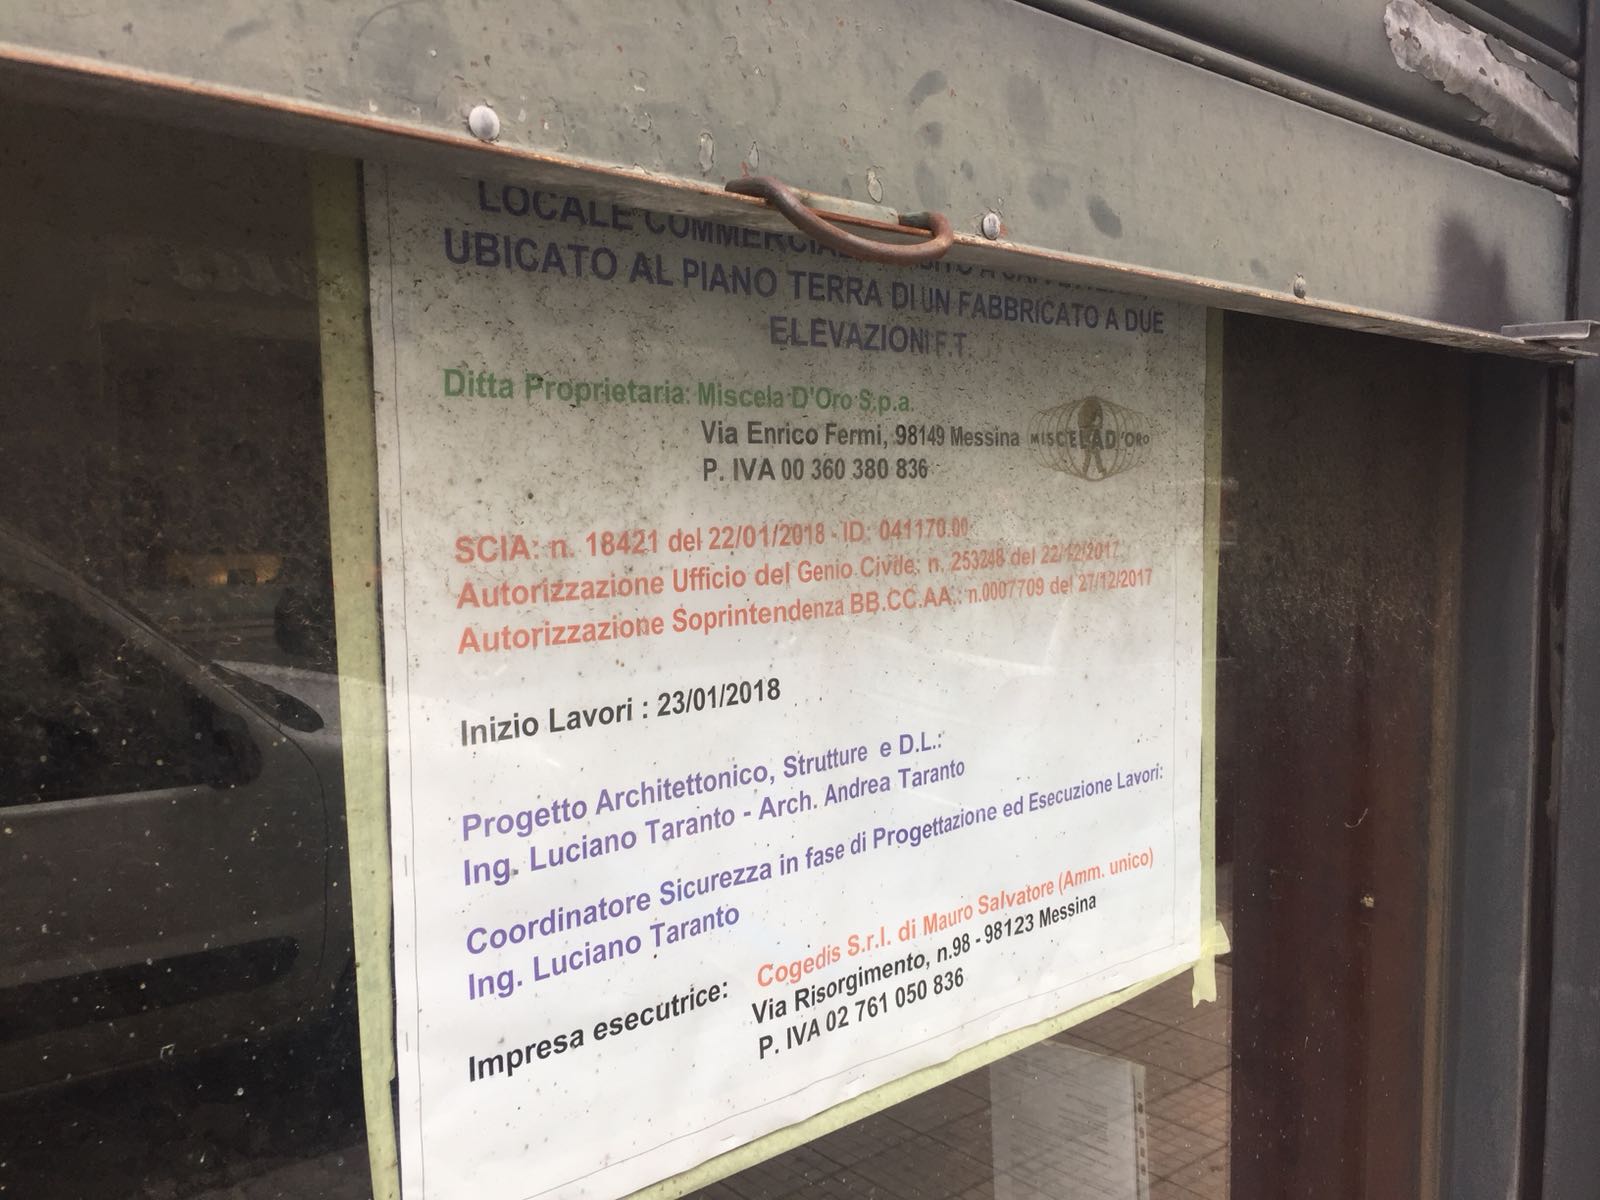 LOCALE COMMERCIALE
UBICATO AL PIANO TERRA DI UN FABBRICATO A DUE
ELEVAZIONI F.T.
Ditta Proprietaria: Miscela D'Oro S.p.a.
Via Enrico Fermi, 98149 Messina
MISCELA D'ORO
P. IVA 00 360 380 836
SCIA: n. 18421 del 22/01/2018 - ID: 041170.00
Autorizzazione Ufficio del Genio Civile: n. 253248 del 22/12/2017
Autorizzazione Soprintendenza BB.CC.AA.: n.0007709 del 27/12/2017
Inizio Lavori : 23/01/2018
Progetto Architettonico, Strutture e D.L.:
Ing. Luciano Taranto - Arch. Andrea Taranto
Coordinatore Sicurezza in fase di Progettazione ed Esecuzione Lavori:
Ing. Luciano Taranto
Impresa esecutrice: Cogedis S.r.l. di Mauro Salvatore (Amm. unico)
Via Risorgimento, n.98 - 98123 Messina
P. IVA 02 761 050 836